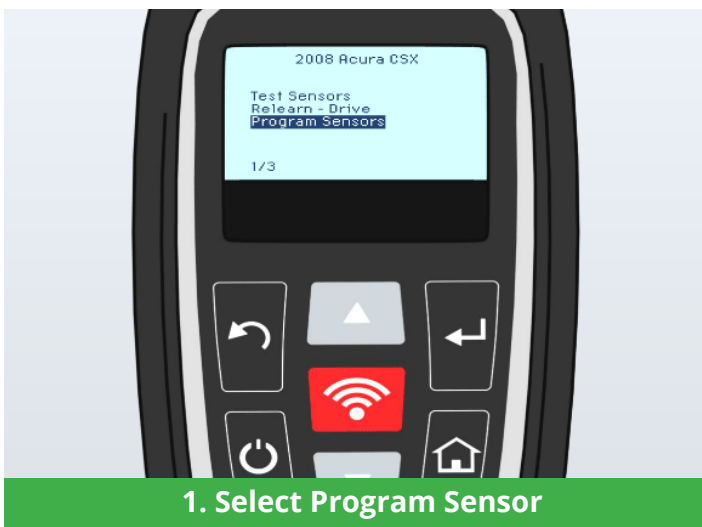 2008 Acura CSX
Test Sensors
Relearn - Drive
Program Sensors
1/3
1. Select Program Sensor